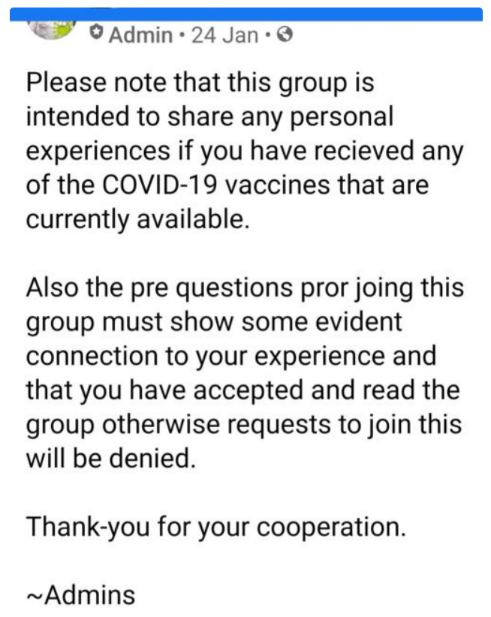 Admin • 24 Jan •
Please note that this group is
intended to share any personal
experiences if you have recieved any
of the COVID-19 vaccines that are
currently available.
Also the pre questions pror joing this
group must show some evident
connection to your experience and
that you have accepted and read the
group otherwise requests to join this
will be denied.
Thank-you for your cooperation.
~Admins